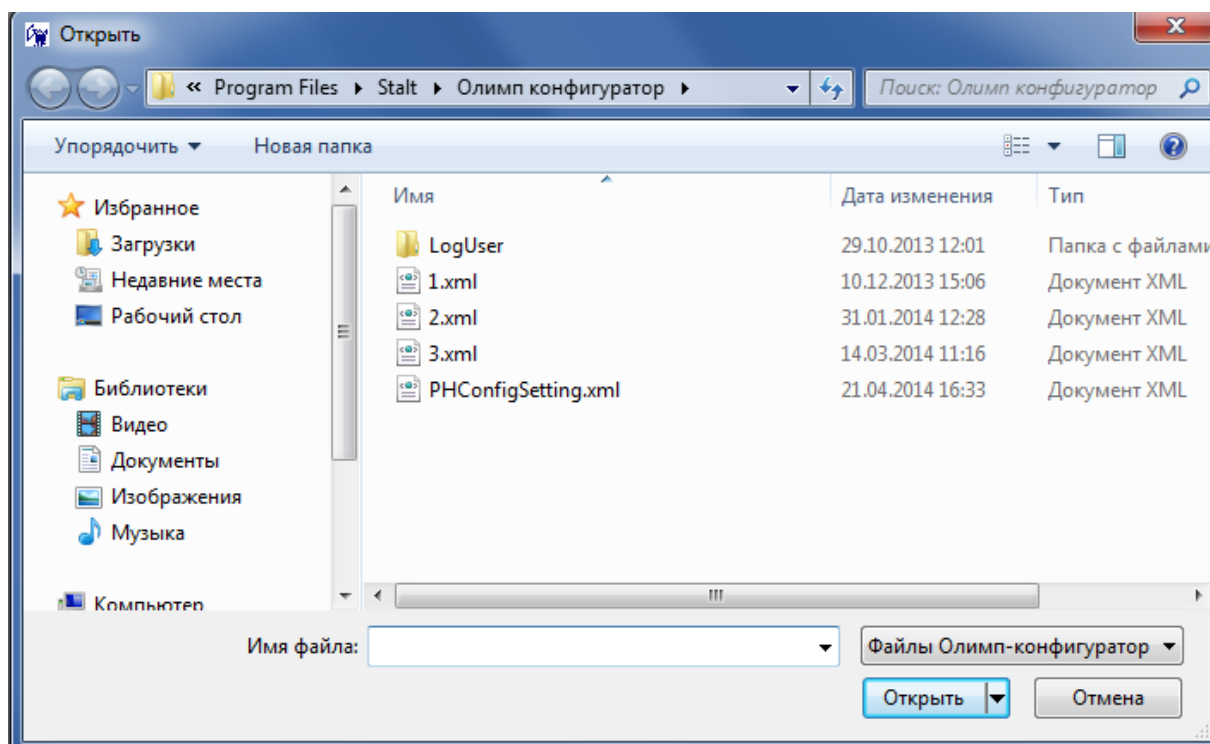 Открыть
« Program Files Stalt Олимп конфигуратор Поиск: Олимп конфигуратор
Упорядочить Новая папка
Имя Дата изменения Тип
Избранное
Загрузки
Недавние места
Рабочий стол
Библиотеки
Видео
Документы
Изображения
Музыка
Компьютер
LogUser 29.10.2013 12:01 Папка с файлами
1.xml 10.12.2013 15:06 Документ XML
2.xml 31.01.2014 12:28 Документ XML
3.xml 14.03.2014 11:16 Документ XML
PHConfigSetting.xml 21.04.2014 16:33 Документ XML
Имя файла: Файлы Олимп-конфигуратор
Открыть Отмена